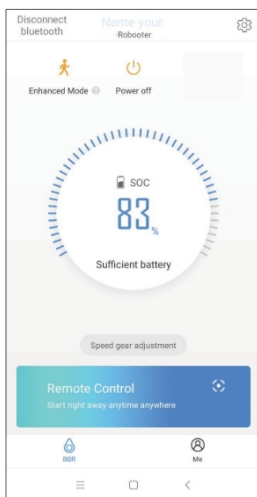 Disconnect
bluetooth
Name your
-Robooter
Enhanced Mode
Power off
SOC
83%
Sufficient battery
Speed gear adjustment
Remote Control
Start right away anytime anywhere
BBR
Me